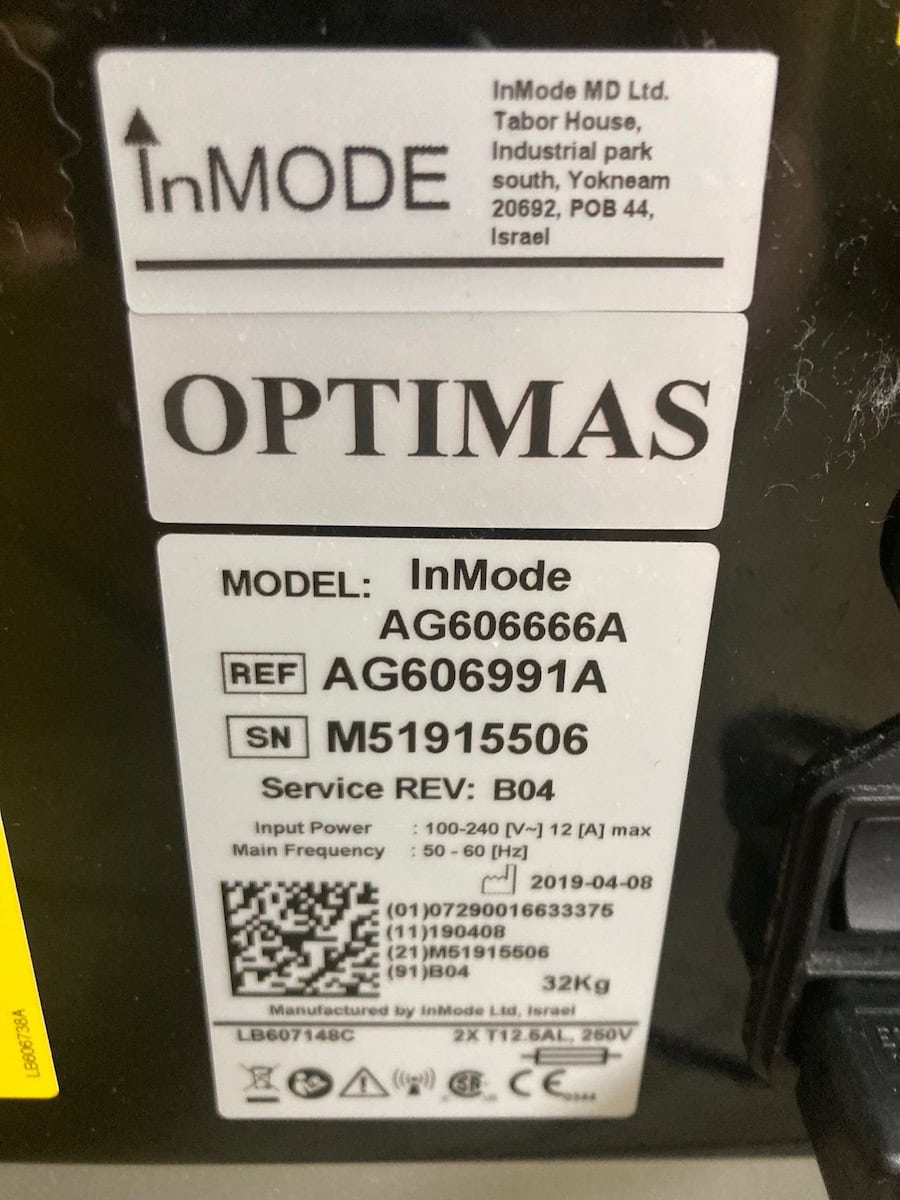 InMODE
InMode MD Ltd.
Tabor House,
Industrial park
south, Yokneam
20692, POB 44,
Israel
OPTIMAS
MODEL: InMode
AG606666A
REF AG606991A
SN M51915506
Service REV: B04
Input Power : 100-240 [V~] 12 [A] max
Main Frequency : 50 - 60 [Hz]
2019-04-08
(01)07290016633375
(11)190408
(21)M51915506
(91)B04
32Kg
Manufactured by InMode Ltd, Israel
LB607148C 2X T12.5AL, 250V
CE
LB606738A